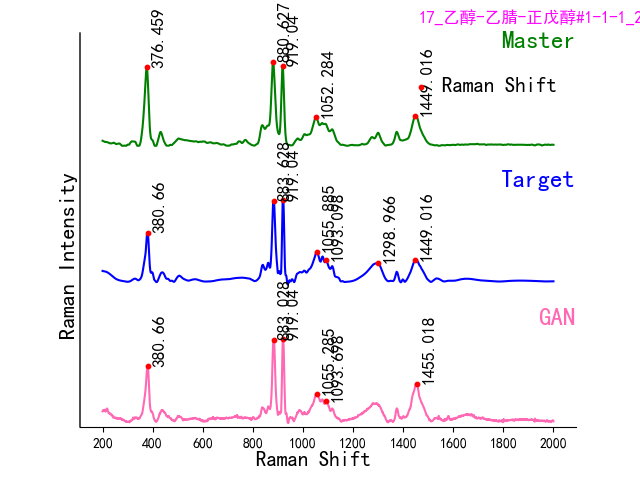 17_乙醇-乙腈-正戊醇#1-1-1_2
Master
376.459
880.627
919.04
1052.284
1449.016
Raman Shift
Target
380.66
883.628
919.04
1055.885
1093.098
1298.966
1449.016
GAN
380.66
883.028
919.04
1055.285
1093.698
1455.018
Raman Intensity
200 400 600 800 1000 1200 1400 1600 1800 2000
Raman Shift